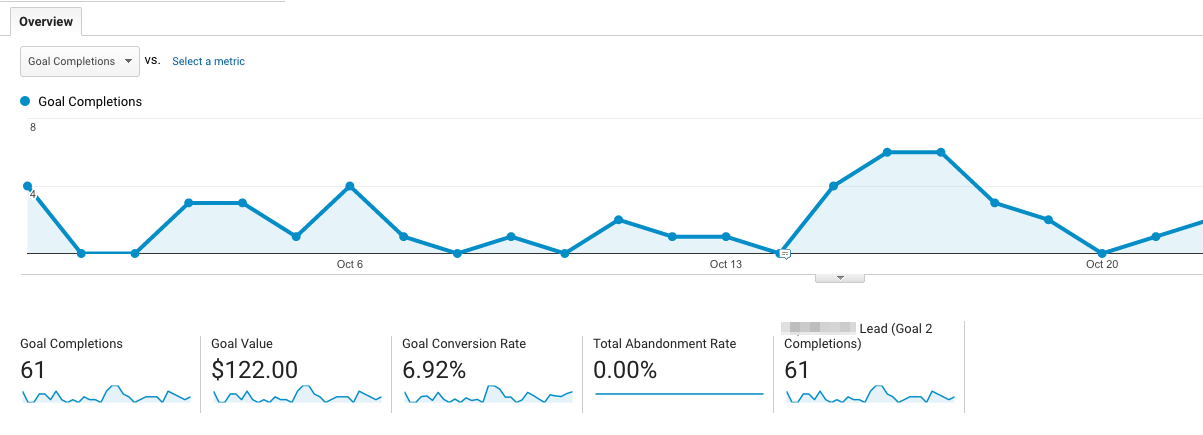 Overview
Goal Completions vs. Select a metric
Goal Completions
8
4
Oct 6 Oct 13 Oct 20
Goal Completions
61
Goal Value
$122.00
Goal Conversion Rate
6.92%
Total Abandonment Rate
0.00%
Lead (Goal 2
Completions)
61